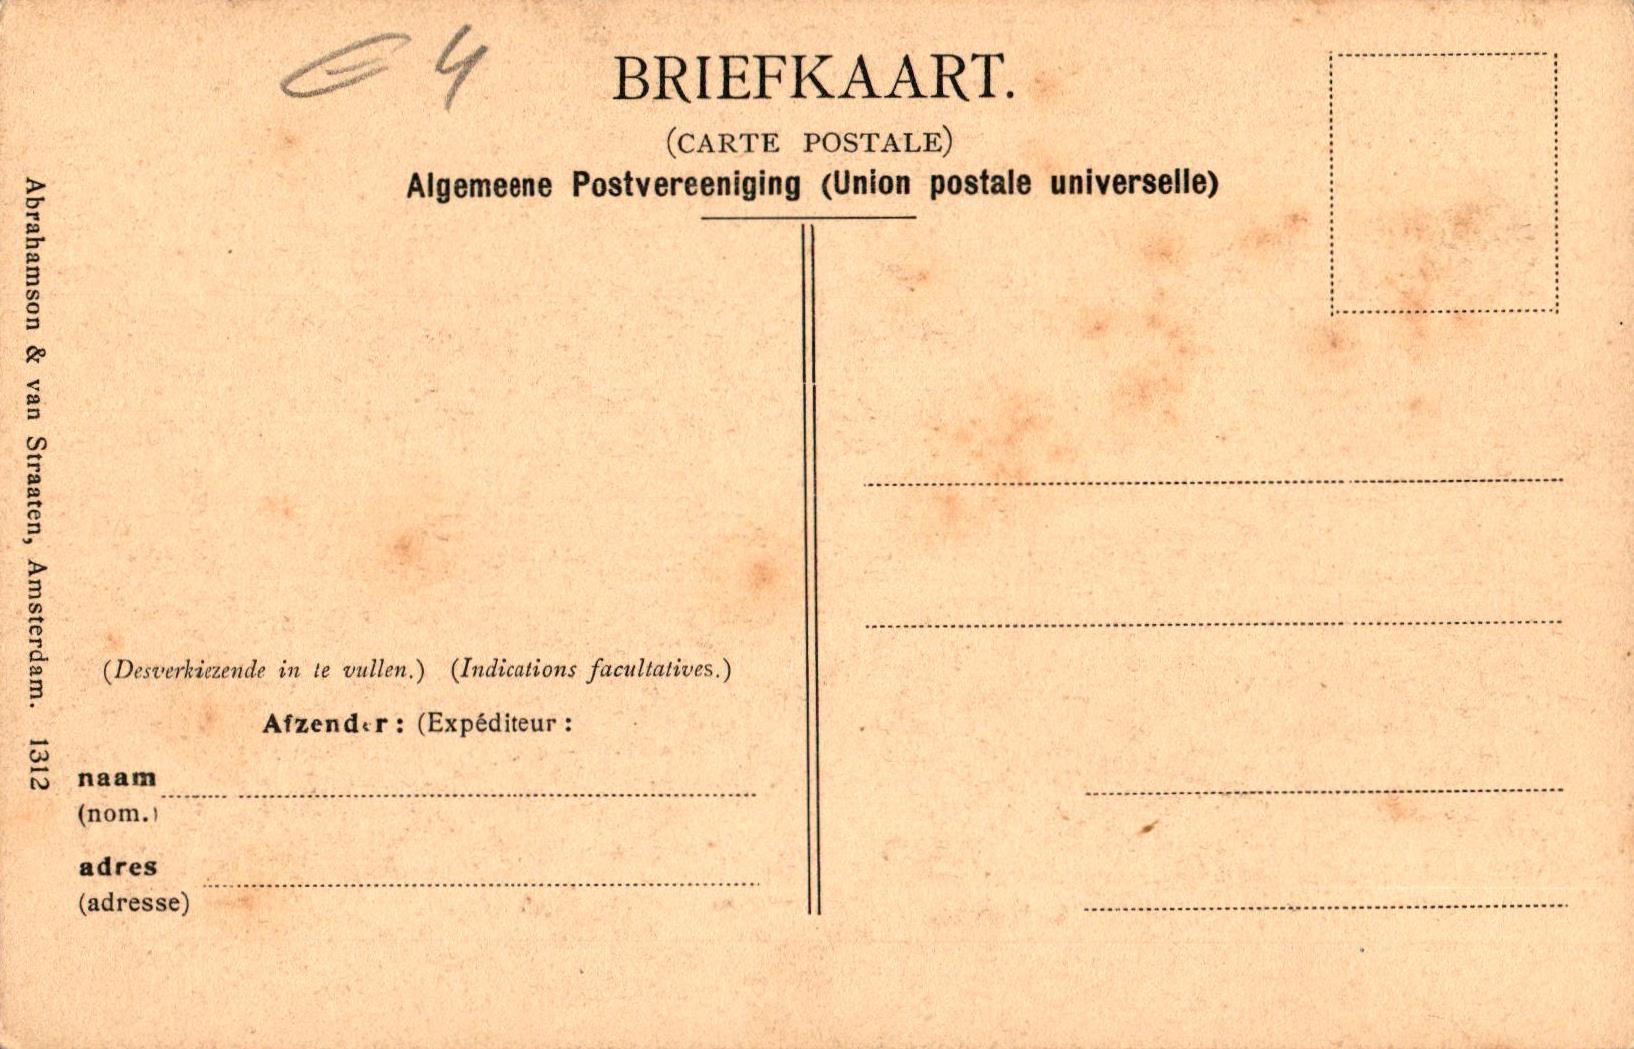 € 4
BRIEFKAART.
(CARTE POSTALE)
Algemeene Postvereeniging (Union postale universelle)
Abrahamson & van Straaten, Amsterdam. 1312
(Desverkiezende in te vullen.) (Indications facultatives.)
Afzender: (Expéditeur:
naam
(nom.)
adres
(adresse)